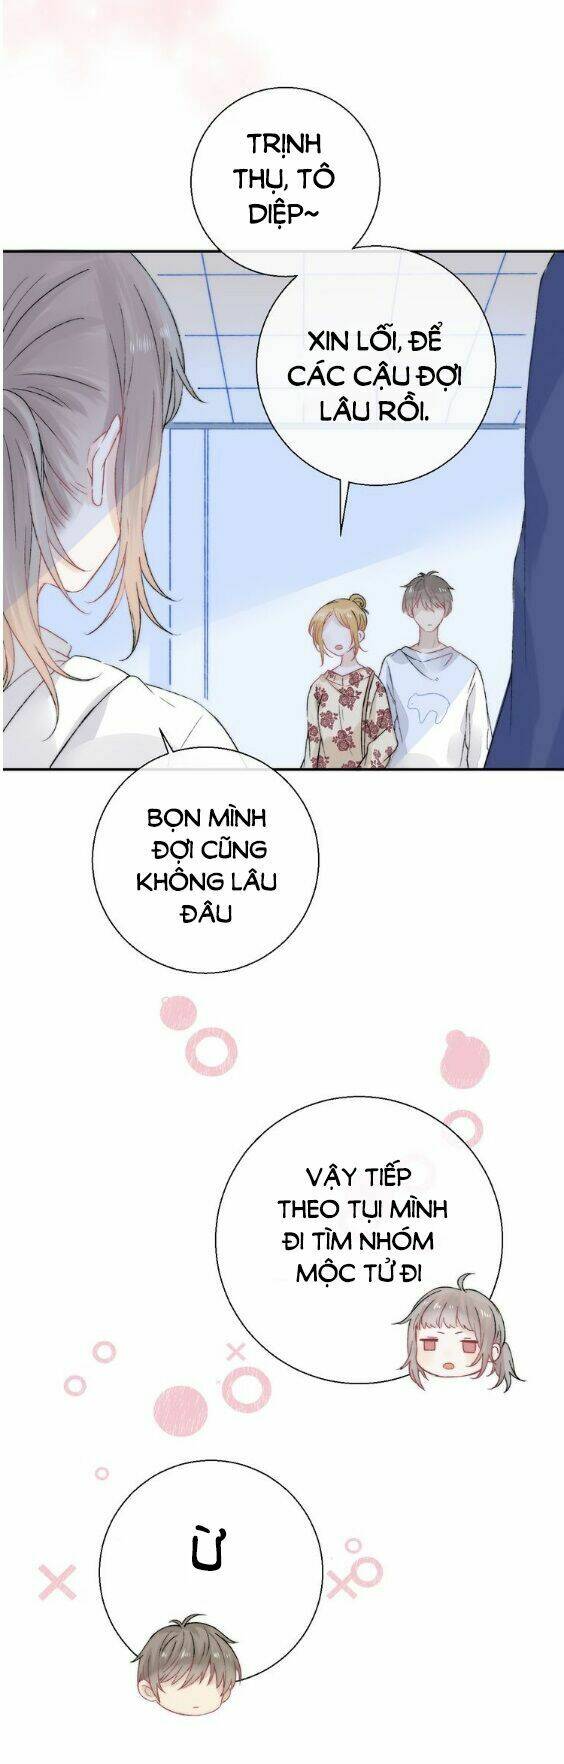 TRỊNH
THỤ, TÔ
DIỆP~
XIN LỖI, ĐỂ
CÁC CẬU ĐỢI
LÂU RỒI.
BỌN MÌNH
ĐỢI CŨNG
KHÔNG LÂU
ĐÂU
VẬY TIẾP
THEO TỤI MÌNH
ĐI TÌM NHÓM
MỘC TỬ ĐI
Ừ